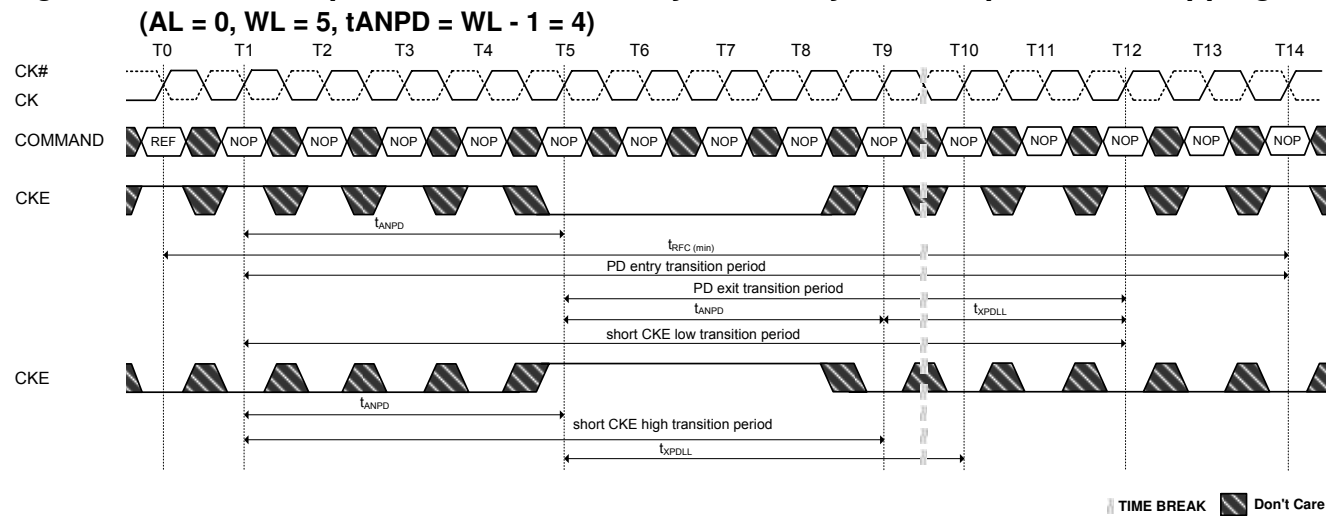 (AL = 0, WL = 5, tANPD = WL - 1 = 4)
T0 T1 T2 T3 T4 T5 T6 T7 T8 T9 T10 T11 T12 T13 T14
CK#
CK
COMMAND REF NOP NOP NOP NOP NOP NOP NOP NOP NOP NOP NOP NOP NOP NOP
CKE
tANPD
tRFC (min)
PD entry transition period
PD exit transition period
tANPD tXPDLL
short CKE low transition period
CKE
tANPD
short CKE high transition period
tXPDLL
TIME BREAK Don't Care